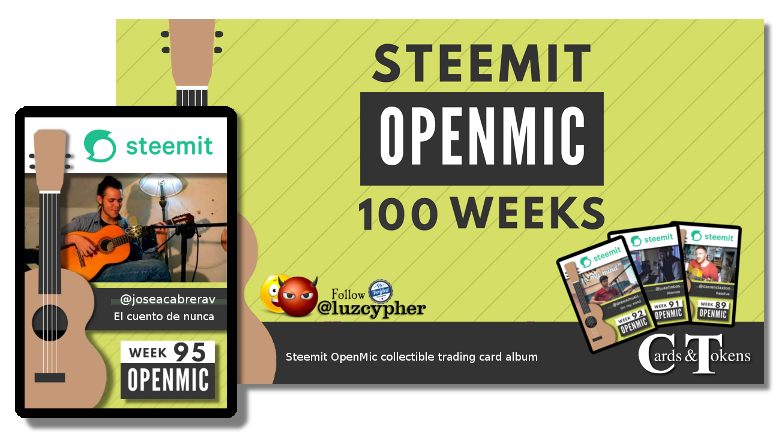 STEEMIT
OPENMIC
100 WEEKS
steemit
@joseacabrerav
El cuento de nunca
WEEK 95
OPENMIC
Follow
@luzcypher
Steemit OpenMic collectible trading card album
steemit
WEEK 92
OPENMIC
steemit
WEEK 91
OPENMIC
steemit
WEEK 89
OPENMIC
Cards & Tokens